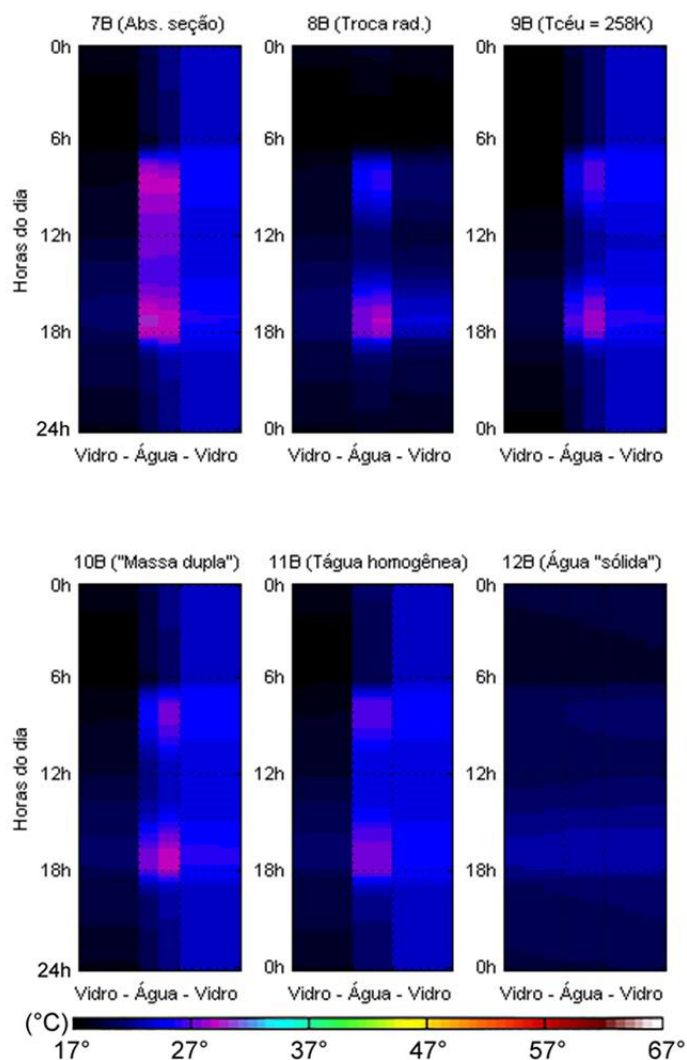 7B (Abs. seção) 8B (Troca rad.) 9B (Tcéu = 258K)
0h 0h 0h
6h 6h 6h
12h 12h 12h
18h 18h 18h
24h 0h 0h
Horas do dia
Vidro - Água - Vidro Vidro - Água - Vidro Vidro - Água - Vidro
10B ("Massa dupla") 11B (Tágua homogênea) 12B (Água "sólida")
0h 0h 0h
6h 6h 6h
12h 12h 12h
18h 18h 18h
24h 0h 0h
Horas do dia
Vidro - Água - Vidro Vidro - Água - Vidro Vidro - Água - Vidro
(°C)
17° 27° 37° 47° 57° 67°